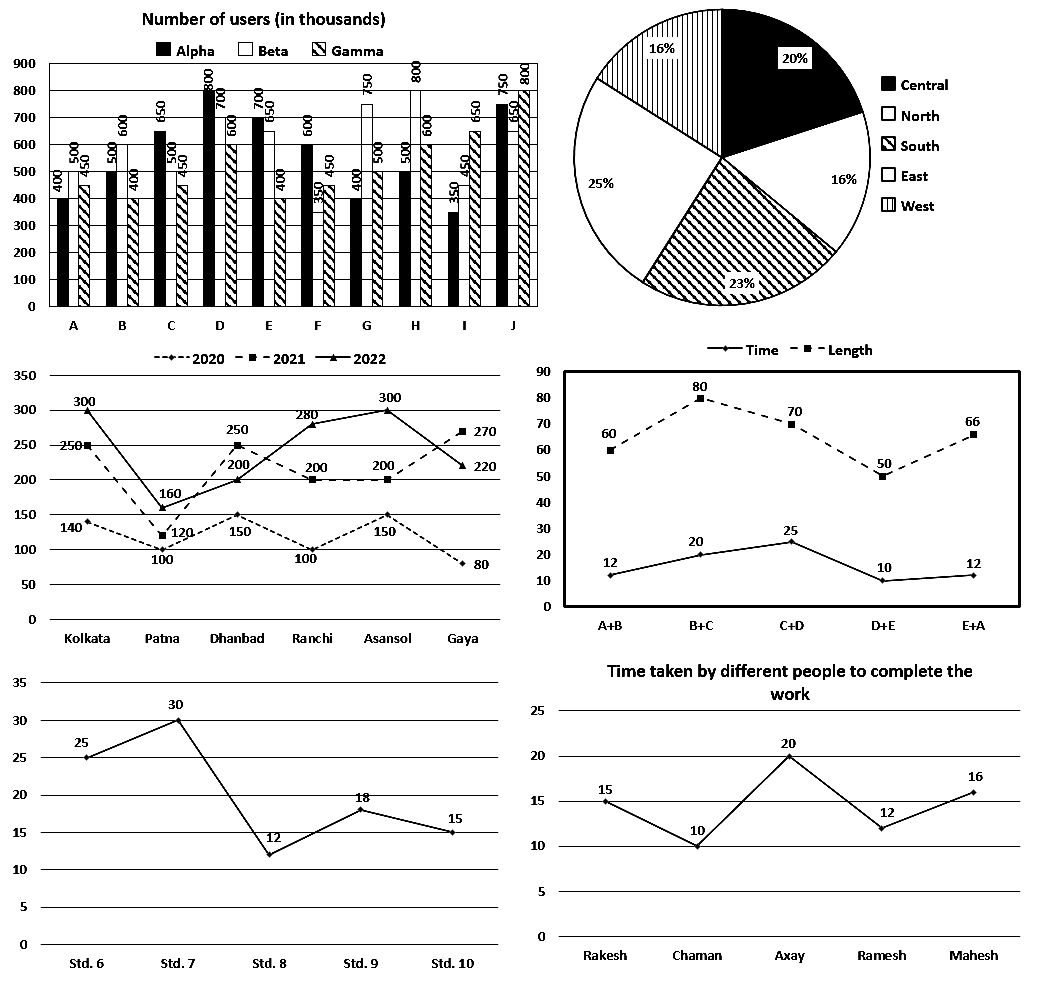 Number of users (in thousands)
Alpha Beta Gamma
900
800
700
600
500
400
300
200
100
0
400 500 450
500 600 400
650 500 450
800 700 600
700 650 400
600 350 450
400 750 500
500 800 600
350 450 650
750 650 800
A B C D E F G H I J
20%
16%
23%
25%
16%
Central
North
South
East
West
2020 2021 2022
350
300
250
200
150
100
50
0
300 160 200 280 300 220
250 120 250 200 200 270
140 100 150 100 150 80
Kolkata Patna Dhanbad Ranchi Asansol Gaya
Time Length
90
80
70
60
50
40
30
20
10
0
60 80 70 50 66
12 20 25 10 12
A+B B+C C+D D+E E+A
35
30
25
20
15
10
5
0
25 30 12 18 15
Std. 6 Std. 7 Std. 8 Std. 9 Std. 10
Time taken by different people to complete the
work
25
20
15
10
5
0
15 10 20 12 16
Rakesh Chaman Axay Ramesh Mahesh